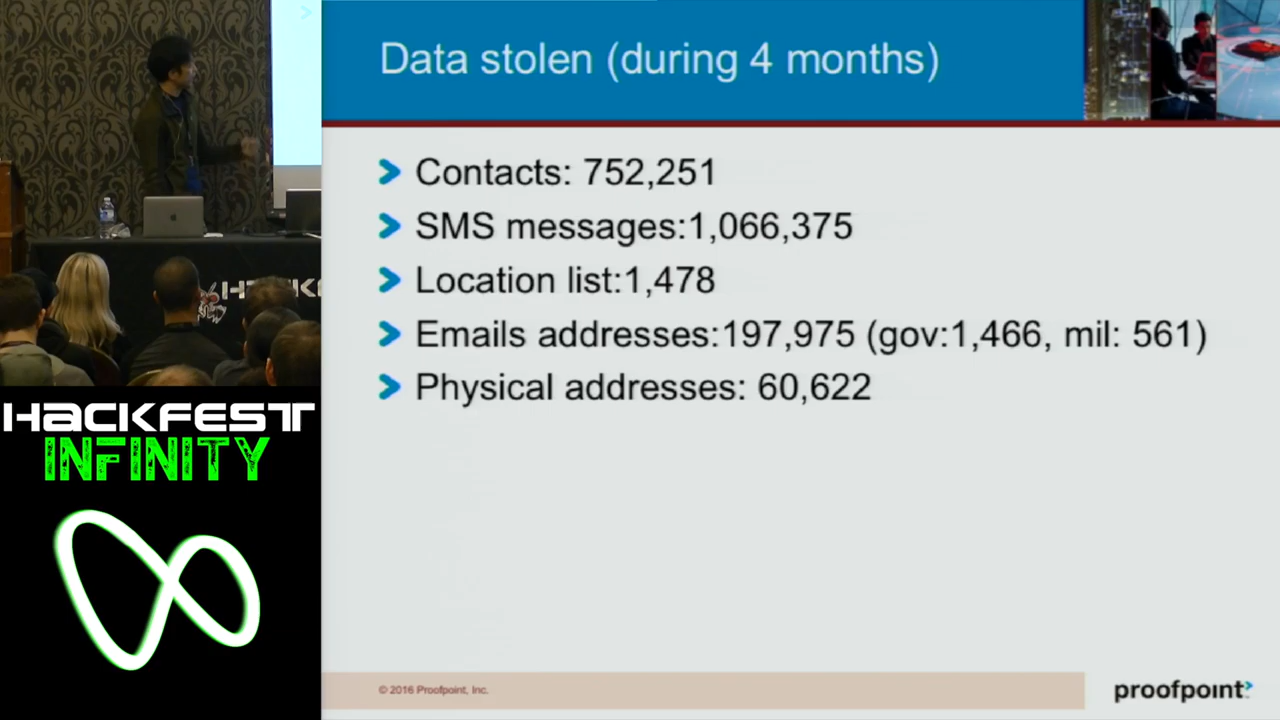 Data stolen (during 4 months)
Contacts: 752,251
SMS messages:1,066,375
Location list:1,478
Emails addresses:197,975 (gov:1,466, mil: 561)
Physical addresses: 60,622
HACKFEST
INFINITY
© 2016 Proofpoint, Inc.
proofpoint